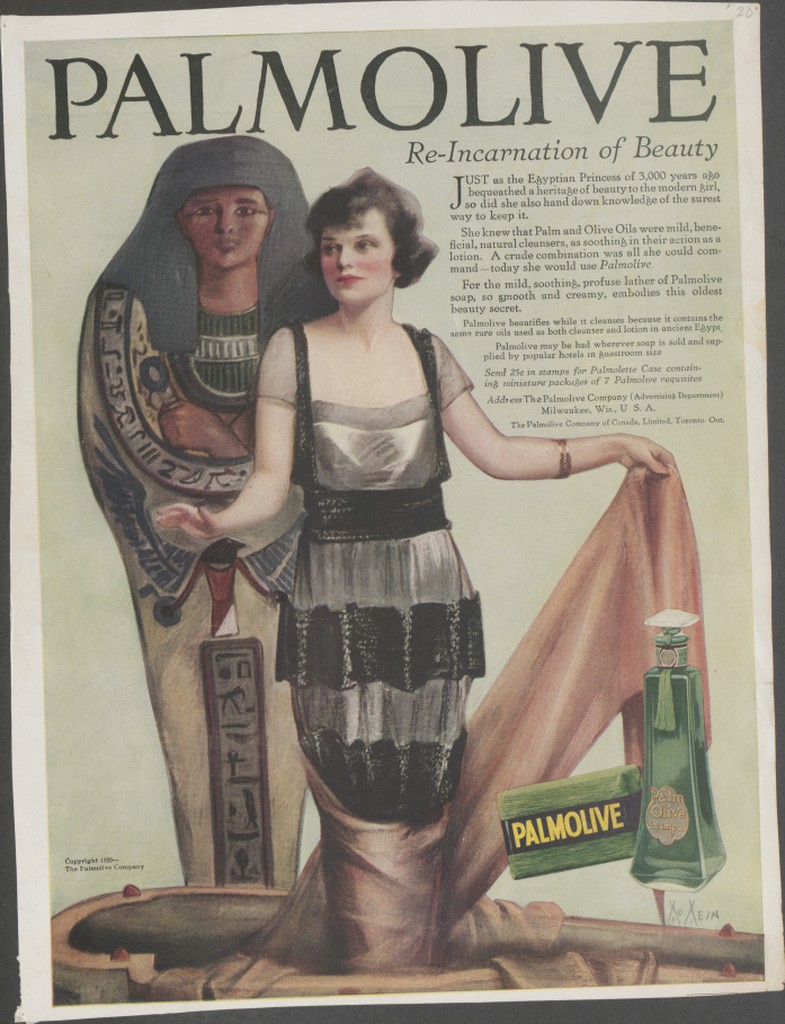 '20
PALMOLIVE
Re-Incarnation of Beauty
JUST as the Egyptian Princess of 3,000 years ago
bequeathed a heritage of beauty to the modern girl,
so did she also hand down knowledge of the surest
way to keep it.
She knew that Palm and Olive Oils were mild, bene-
ficial, natural cleansers, as soothing in their action as a
lotion. A crude combination was all she could com-
mand—today she would use Palmolive.
For the mild, soothing, profuse lather of Palmolive
soap, so smooth and creamy, embodies this oldest
beauty secret.
Palmolive beautifies while it cleanses because it contains the
same rare oils used as both cleanser and lotion in ancient Egypt.
Palmolive may be had wherever soap is sold and sup-
plied by popular hotels in guestroom size
Send 25c in stamps for Palmolette Case contain-
ing miniature packages of 7 Palmolive requisites
Address The Palmolive Company (Advertising Department)
Milwaukee, Wis., U. S. A.
The Palmolive Company of Canada, Limited, Toronto. Ont.
PALMOLIVE
Palm
Olive
Shampoo
Copyright 1920—
The Palmolive Company
McMEIN